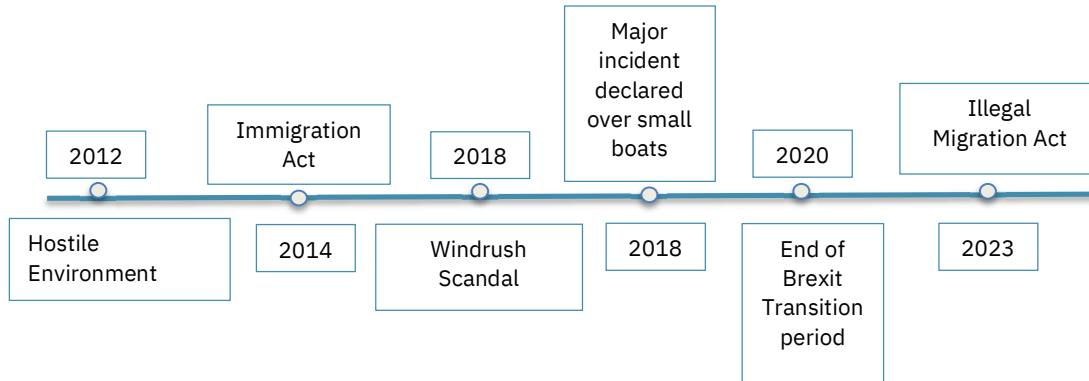 2012
Hostile
Environment
Immigration
Act
2014
2018
Windrush
Scandal
Major
incident
declared
over small
boats
2018
2020
End of
Brexit
Transition
period
Illegal
Migration Act
2023